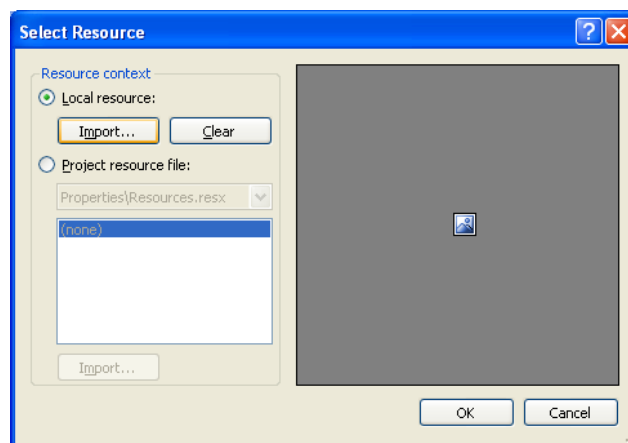 Select Resource
Resource context
Local resource:
Import...
Clear
Project resource file:
Properties\Resources.resx
(none)
Import...
OK
Cancel